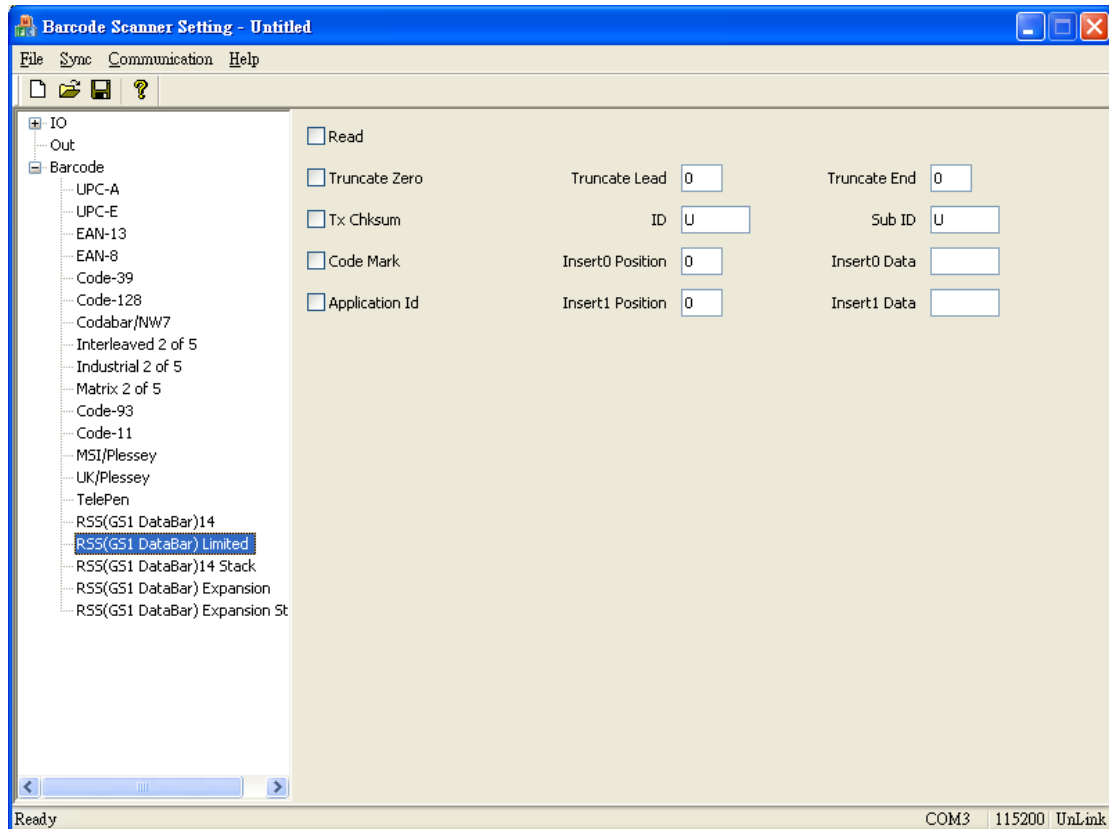 Barcode Scanner Setting - Untitled
File Sync Communication Help
IO
Out
Barcode
UPC-A
UPC-E
EAN-13
EAN-8
Code-39
Code-128
Codabar/NW7
Interleaved 2 of 5
Industrial 2 of 5
Matrix 2 of 5
Code-93
Code-11
MSI/Plessey
UK/Plessey
TelePen
RSS(GS1 DataBar)14
RSS(GS1 DataBar) Limited
RSS(GS1 DataBar)14 Stack
RSS(GS1 DataBar) Expansion
RSS(GS1 DataBar) Expansion St
Read
Truncate Zero Truncate Lead 0 Truncate End 0
Tx Chksum ID U Sub ID U
Code Mark Insert0 Position 0 Insert0 Data
Application Id Insert1 Position 0 Insert1 Data
Ready COM3 115200 UnLink